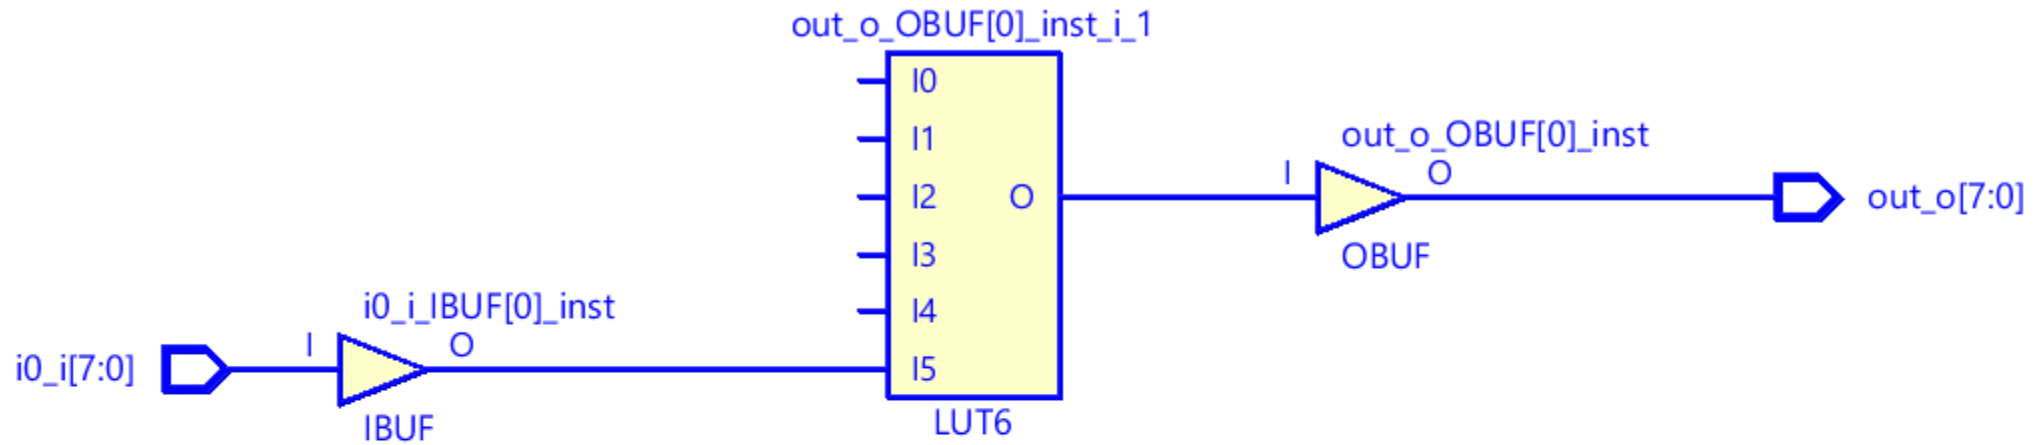 out_o_OBUF[0]_inst_i_1
I0
I1
out_o_OBUF[0]_inst
I
O
I2
O
out_o[7:0]
I3
OBUF
i0_i_IBUF[0]_inst
I4
I
O
i0_i[7:0]
I5
IBUF
LUT6